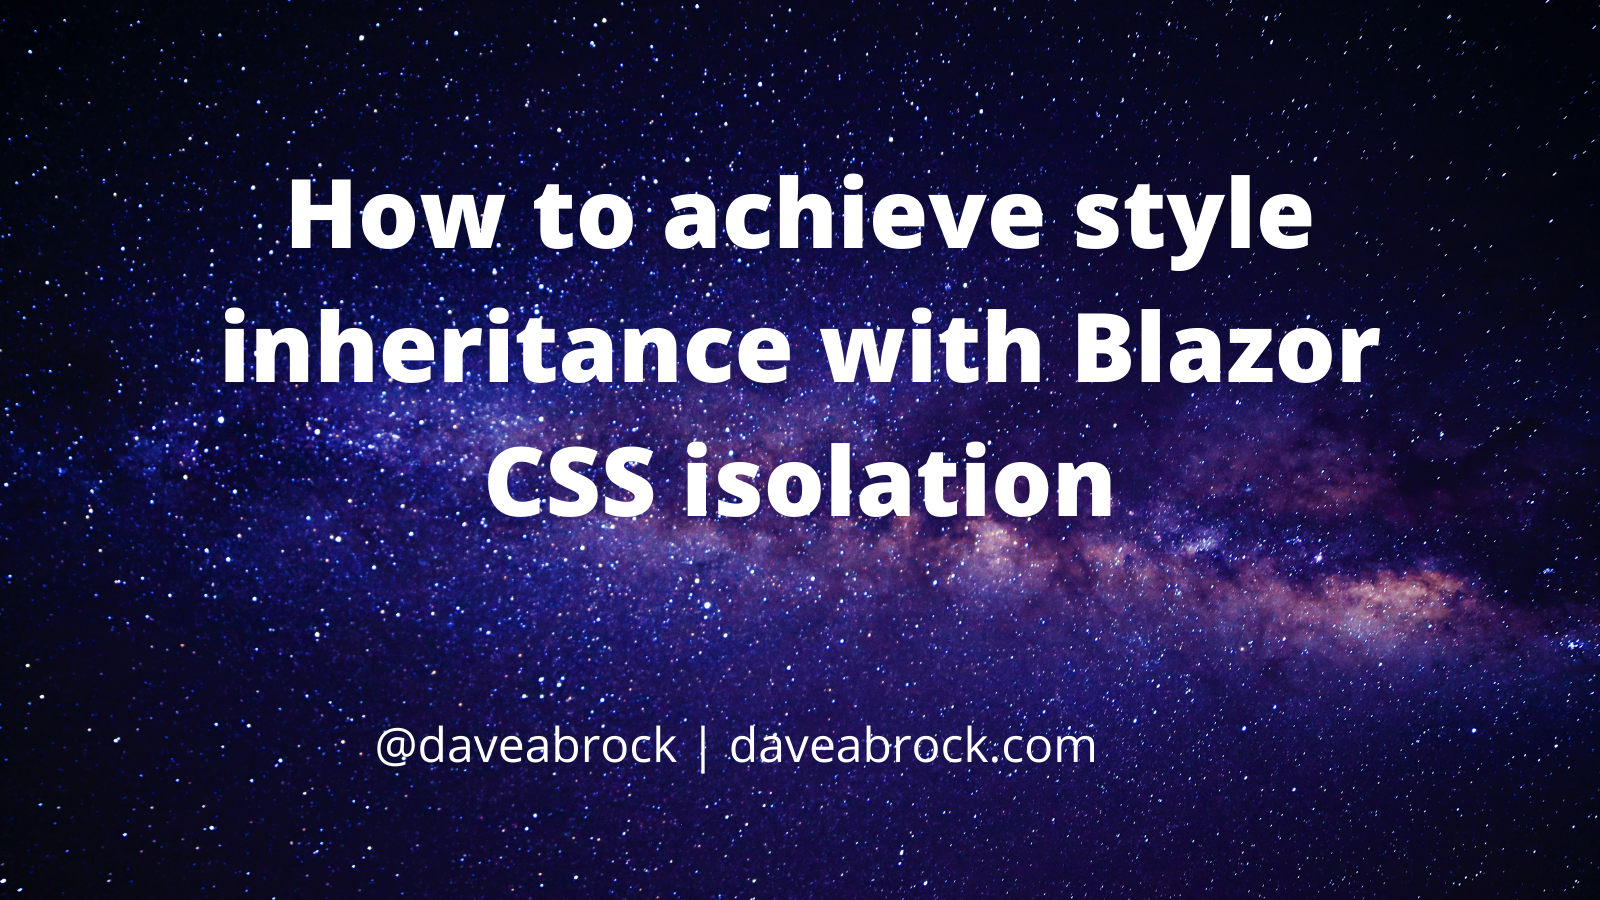 How to achieve style
inheritance with Blazor
CSS isolation
@daveabrock | daveabrock.com